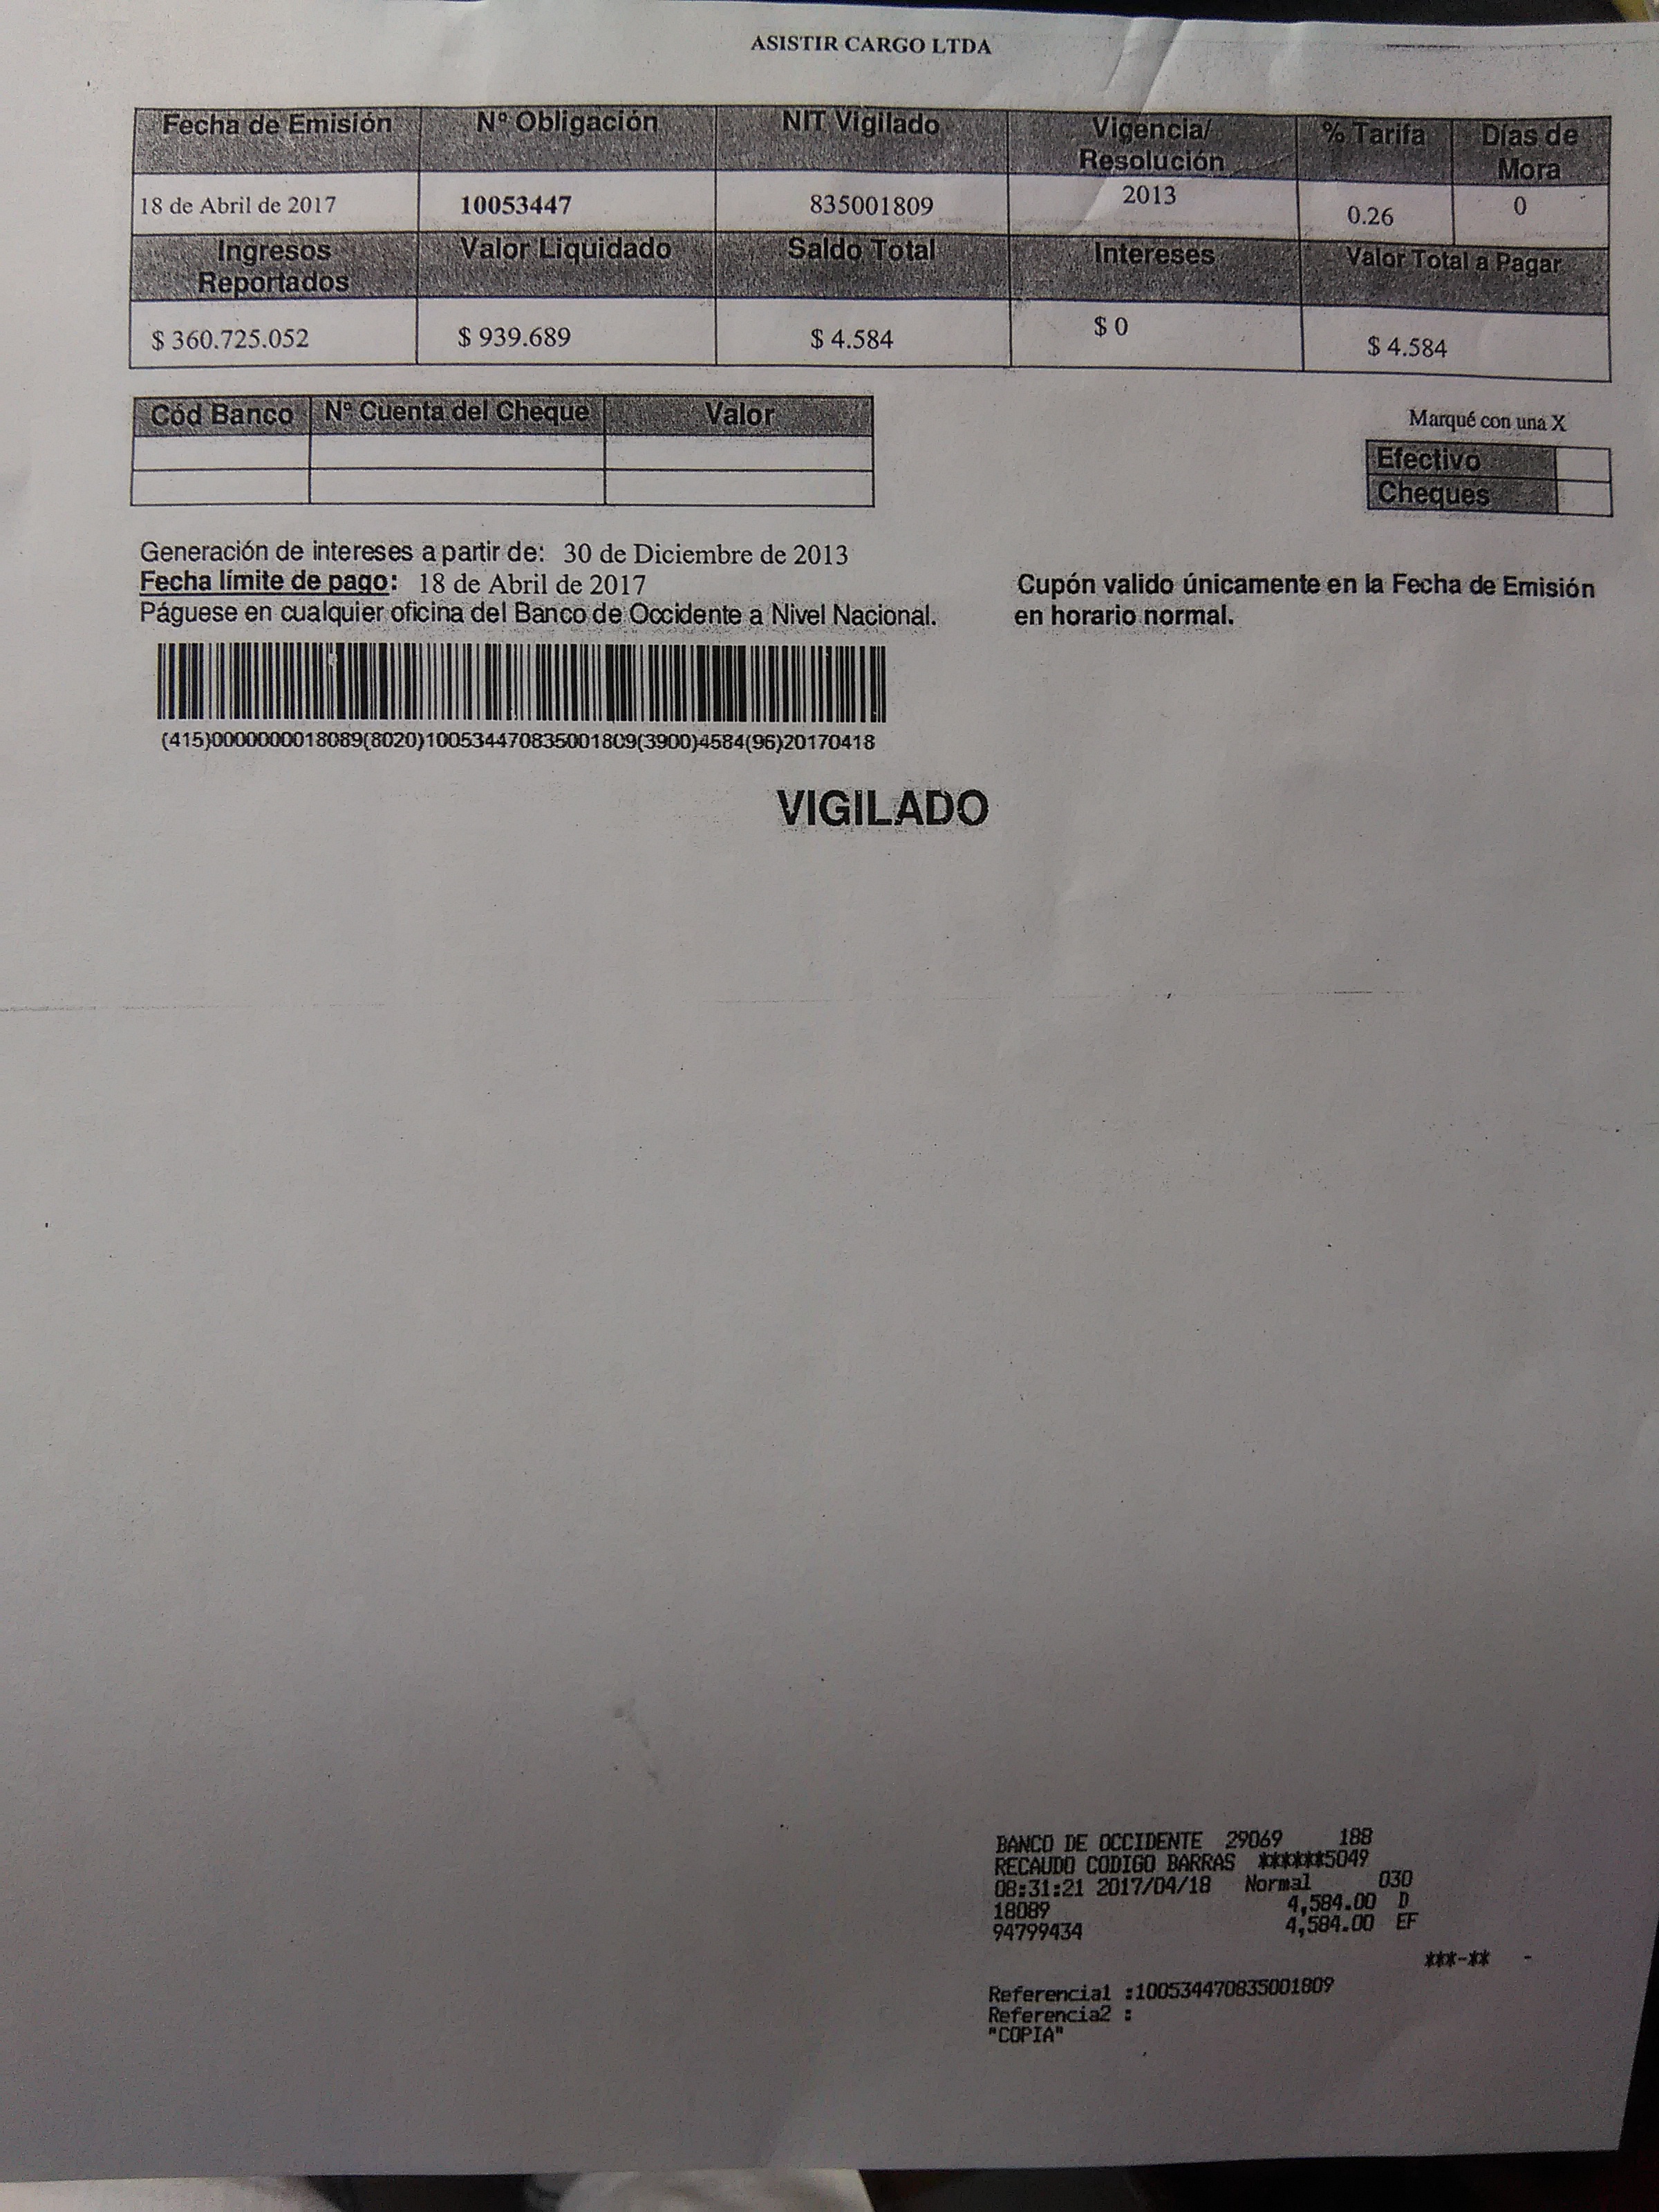 ASISTIR CARGO LTDA
Fecha de Emisión Nº Obligación NIT Vigilado Vigencia/ Resolución % Tarifa Días de Mora
18 de Abril de 2017 10053447 835001809 2013 0.26 0
Ingresos Reportados Valor Liquidado Saldo Total Intereses Valor Total a Pagar
$ 360.725.052 $ 939.689 $ 4.584 $ 0 $ 4.584
Cód Banco Nº Cuenta del Cheque Valor
Marqué con una X
Efectivo
Cheques
Generación de intereses a partir de: 30 de Diciembre de 2013
Fecha límite de pago: 18 de Abril de 2017
Páguese en cualquier oficina del Banco de Occidente a Nivel Nacional.
Cupón valido únicamente en la Fecha de Emisión
en horario normal.
(415)0000000018089(8020)100534470835001809(3900)4584(96)20170418
VIGILADO
BANCO DE OCCIDENTE 29069 188
RECAUDO CODIGO BARRAS ******5049
08:31:21 2017/04/18 Normal 030
18089 4,584.00 D
94799434 4,584.00 EF
***-** -
Referencia1 :100534470835001809
Referencia2 :
"COPIA"